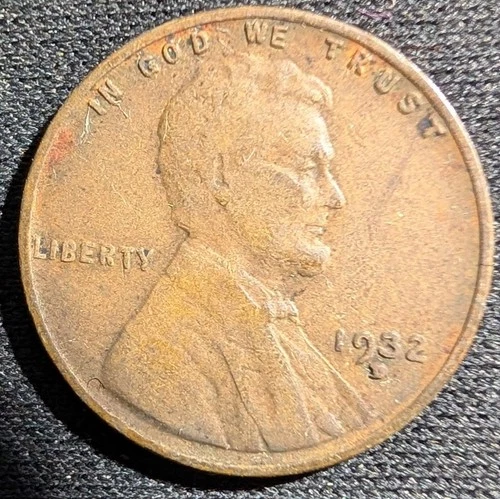 IN GOD WE TRUST
LIBERTY
1932
D